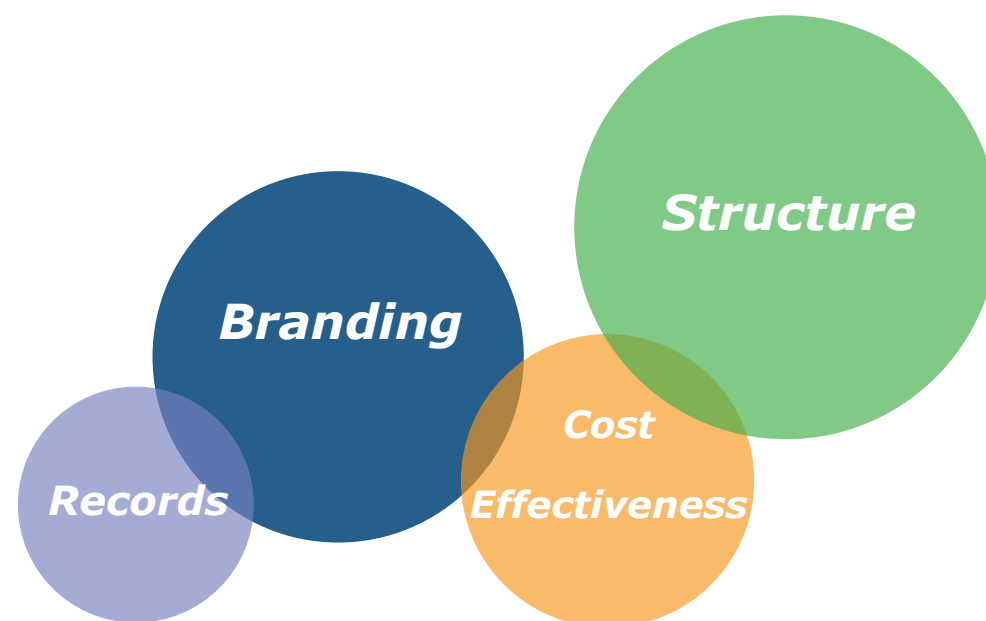 Structure
Branding
Cost
Effectiveness
Records